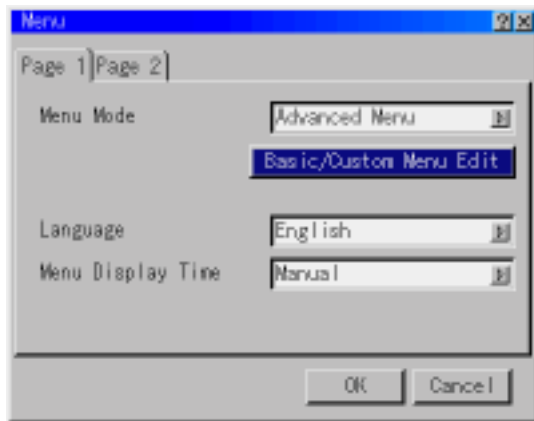 Menu
Page 1 Page 2
Menu Mode Advanced Menu
Basic/Custom Menu Edit
Language English
Menu Display Time Manual
OK Cancel